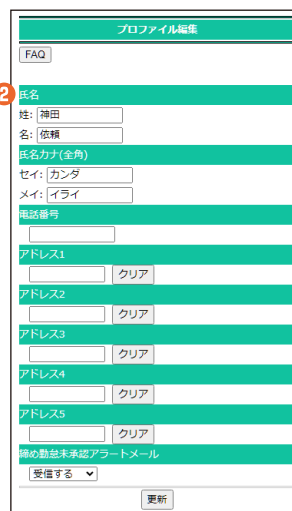 プロファイル編集
FAQ
2
氏名
姓: 神田
名: 依頼
氏名カナ(全角)
セイ: カンダ
メイ: イライ
電話番号
アドレス1
クリア
アドレス2
クリア
アドレス3
クリア
アドレス4
クリア
アドレス5
クリア
締め勤怠未承認アラートメール
受信する
更新